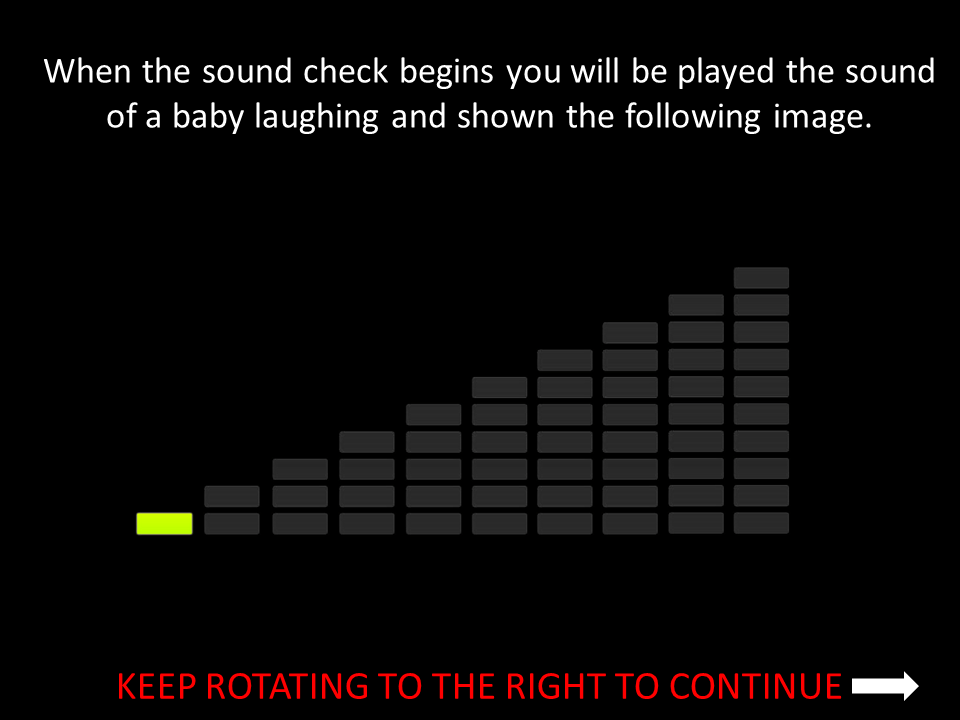 When the sound check begins you will be played the sound
of a baby laughing and shown the following image.
KEEP ROTATING TO THE RIGHT TO CONTINUE